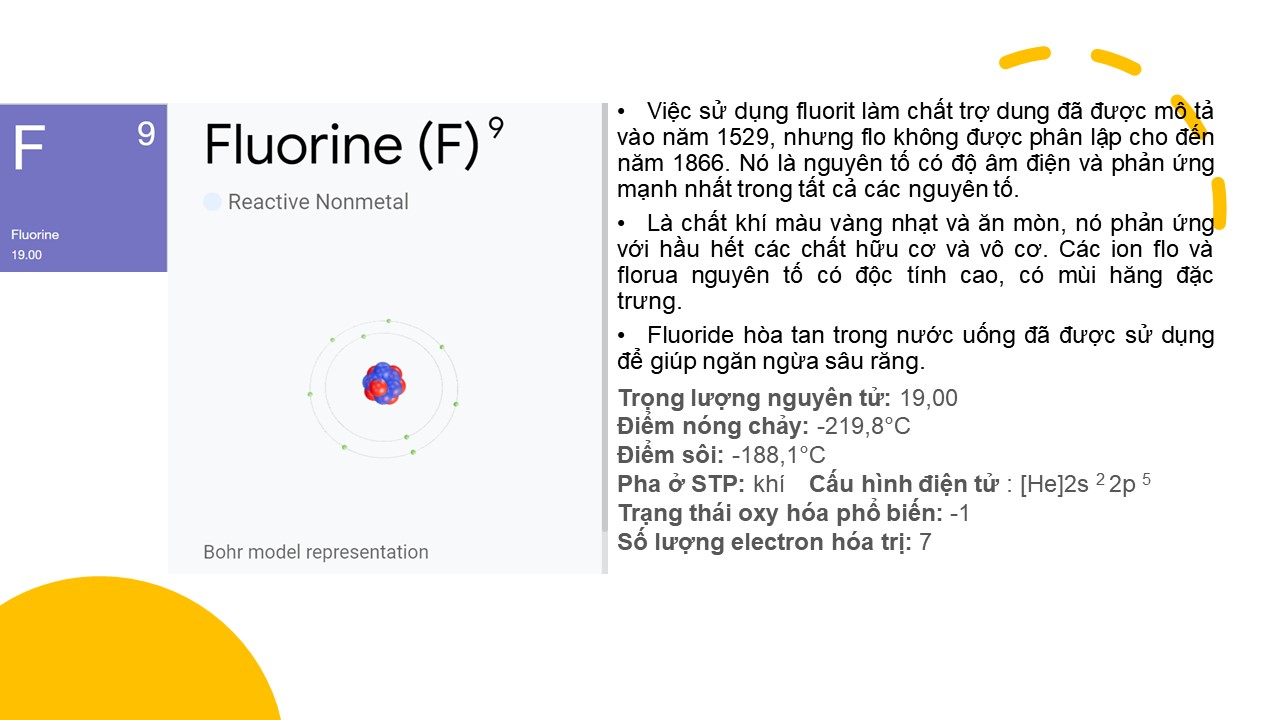 F 9
Fluorine
19.00
Fluorine (F) 9
Reactive Nonmetal
Bohr model representation
• Việc sử dụng fluorit làm chất trợ dung đã được mô tả
vào năm 1529, nhưng flo không được phân lập cho đến
năm 1866. Nó là nguyên tố có độ âm điện và phản ứng
mạnh nhất trong tất cả các nguyên tố.
• Là chất khí màu vàng nhạt và ăn mòn, nó phản ứng
với hầu hết các chất hữu cơ và vô cơ. Các ion flo và
florua nguyên tố có độc tính cao, có mùi hăng đặc
trưng.
• Fluoride hòa tan trong nước uống đã được sử dụng
để giúp ngăn ngừa sâu răng.
Trọng lượng nguyên tử: 19,00
Điểm nóng chảy: -219,8°C
Điểm sôi: -188,1°C
Pha ở STP: khí Cấu hình điện tử : [He]2s 2 2p 5
Trạng thái oxy hóa phổ biến: -1
Số lượng electron hóa trị: 7